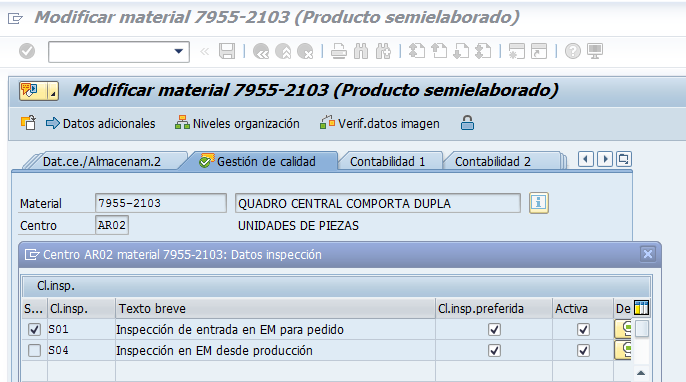 Modificar material 7955-2103 (Producto semielaborado)
Modificar material 7955-2103 (Producto semielaborado)
Datos adicionales Niveles organización Verif.datos imagen
Dat.ce./Almacenam.2 Gestión de calidad Contabilidad 1 Contabilidad 2
Material 7955-2103 QUADRO CENTRAL COMPORTA DUPLA
Centro AR02 UNIDADES DE PIEZAS
Centro AR02 material 7955-2103: Datos inspección
Cl.insp.
S... Cl.insp. Texto breve Cl.insp.preferida Activa De
S01 Inspección de entrada en EM para pedido
S04 Inspección en EM desde producción